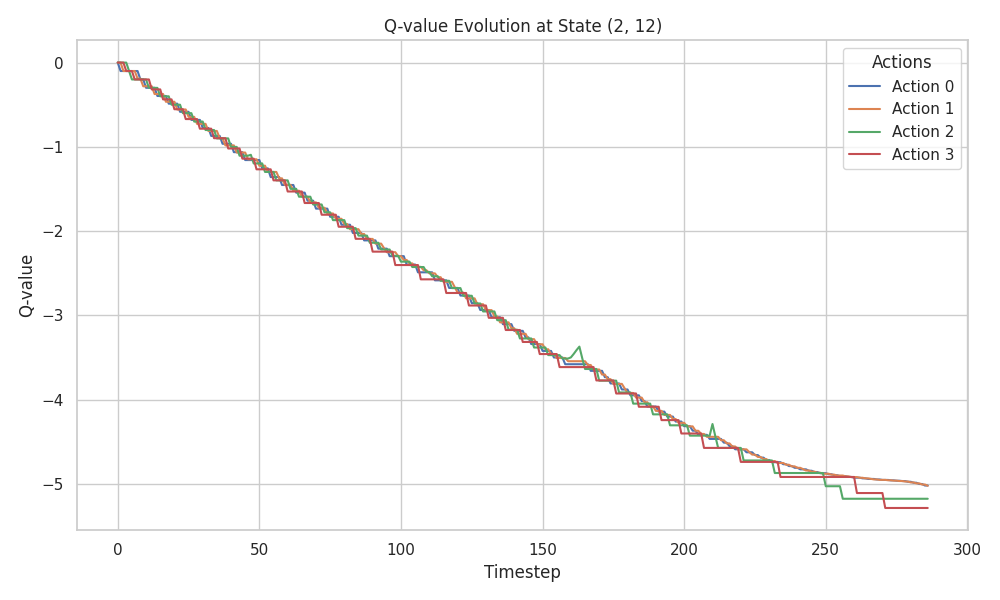 Q-value Evolution at State (2, 12)
Actions
Action 0
Action 1
Action 2
Action 3
Q-value
0
−1
−2
−3
−4
−5
0 50 100 150 200 250 300
Timestep